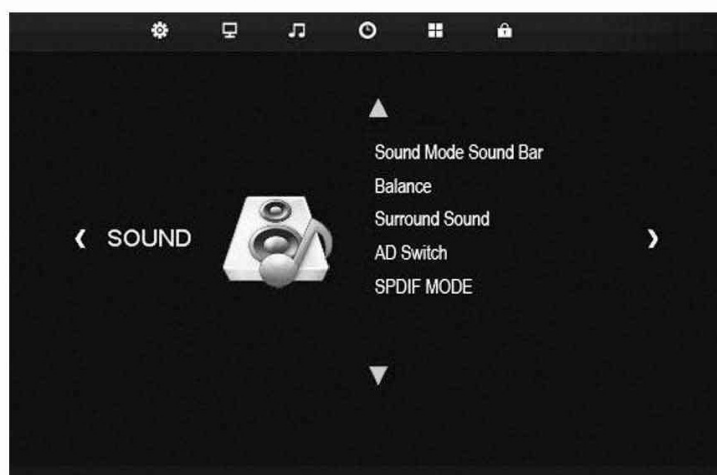 SOUND
Sound Mode Sound Bar
Balance
Surround Sound
AD Switch
SPDIF MODE